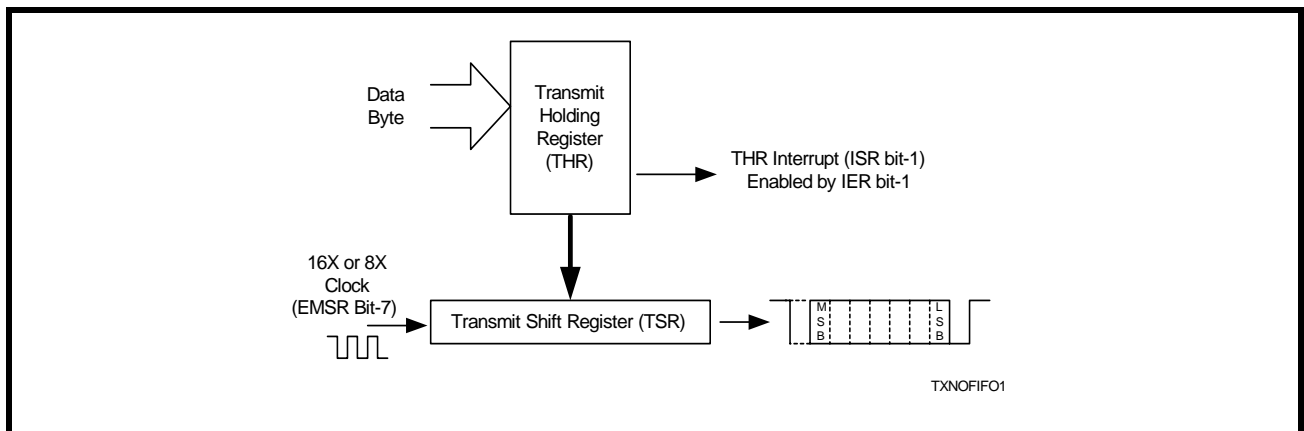 Data
Byte
Transmit
Holding
Register
(THR)
THR Interrupt (ISR bit-1)
Enabled by IER bit-1
16X or 8X
Clock
(EMSR Bit-7)
Transmit Shift Register (TSR)
M
S
B
L
S
B
TXNOFIFO1